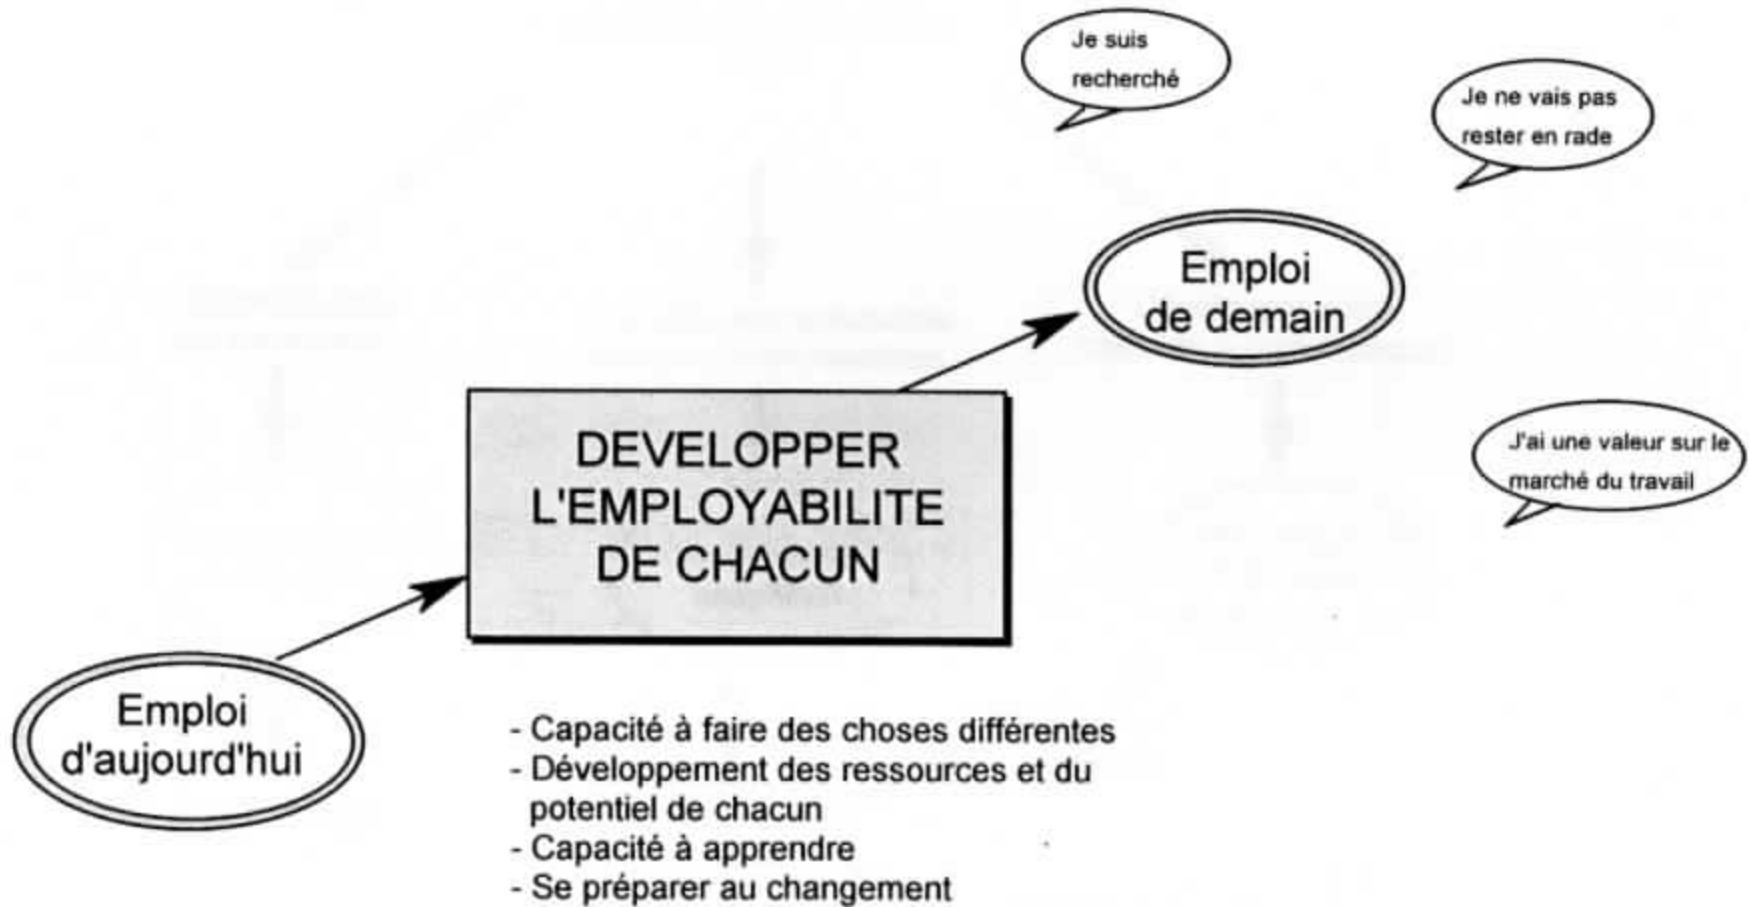 Je suis
recherché
Je ne vais pas
rester en rade
Emploi
de demain
J'ai une valeur sur le
marché du travail
DEVELOPPER
L'EMPLOYABILITE
DE CHACUN
Emploi
d'aujourd'hui
- Capacité à faire des choses différentes
- Développement des ressources et du
potentiel de chacun
- Capacité à apprendre
- Se préparer au changement